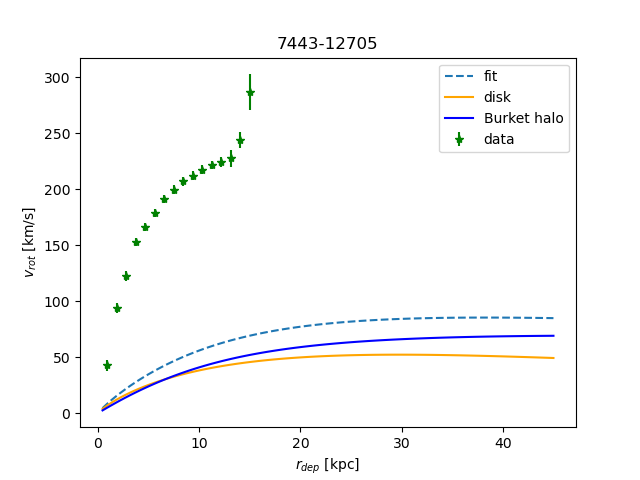 7443-12705
fit
disk
Burket halo
data
300
250
200
150
100
50
0
v_rot [km/s]
0 10 20 30 40
r_dep [kpc]